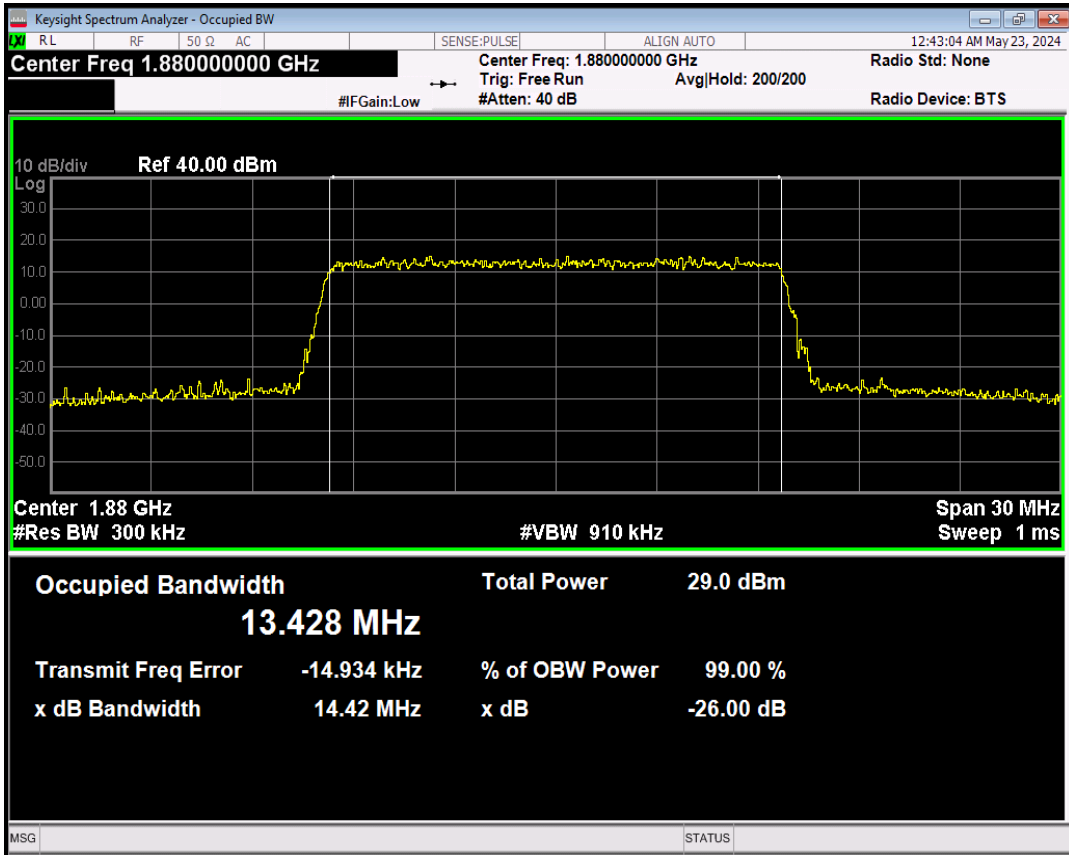 Keysight Spectrum Analyzer - Occupied BW
LXI RL RF 50 Ω AC SENSE:PULSE ALIGN AUTO 12:43:04 AM May 23, 2024
Center Freq 1.880000000 GHz
Center Freq: 1.880000000 GHz
Radio Std: None
Trig: Free Run Avg|Hold: 200/200
#IFGain:Low
#Atten: 40 dB
Radio Device: BTS
10 dB/div Ref 40.00 dBm
Log
30.0
20.0
10.0
0.00
-10.0
-20.0
-30.0
-40.0
-50.0
Center 1.88 GHz Span 30 MHz
#Res BW 300 kHz #VBW 910 kHz Sweep 1 ms
Occupied Bandwidth Total Power 29.0 dBm
13.428 MHz
Transmit Freq Error -14.934 kHz % of OBW Power 99.00 %
x dB Bandwidth 14.42 MHz x dB -26.00 dB
MSG STATUS